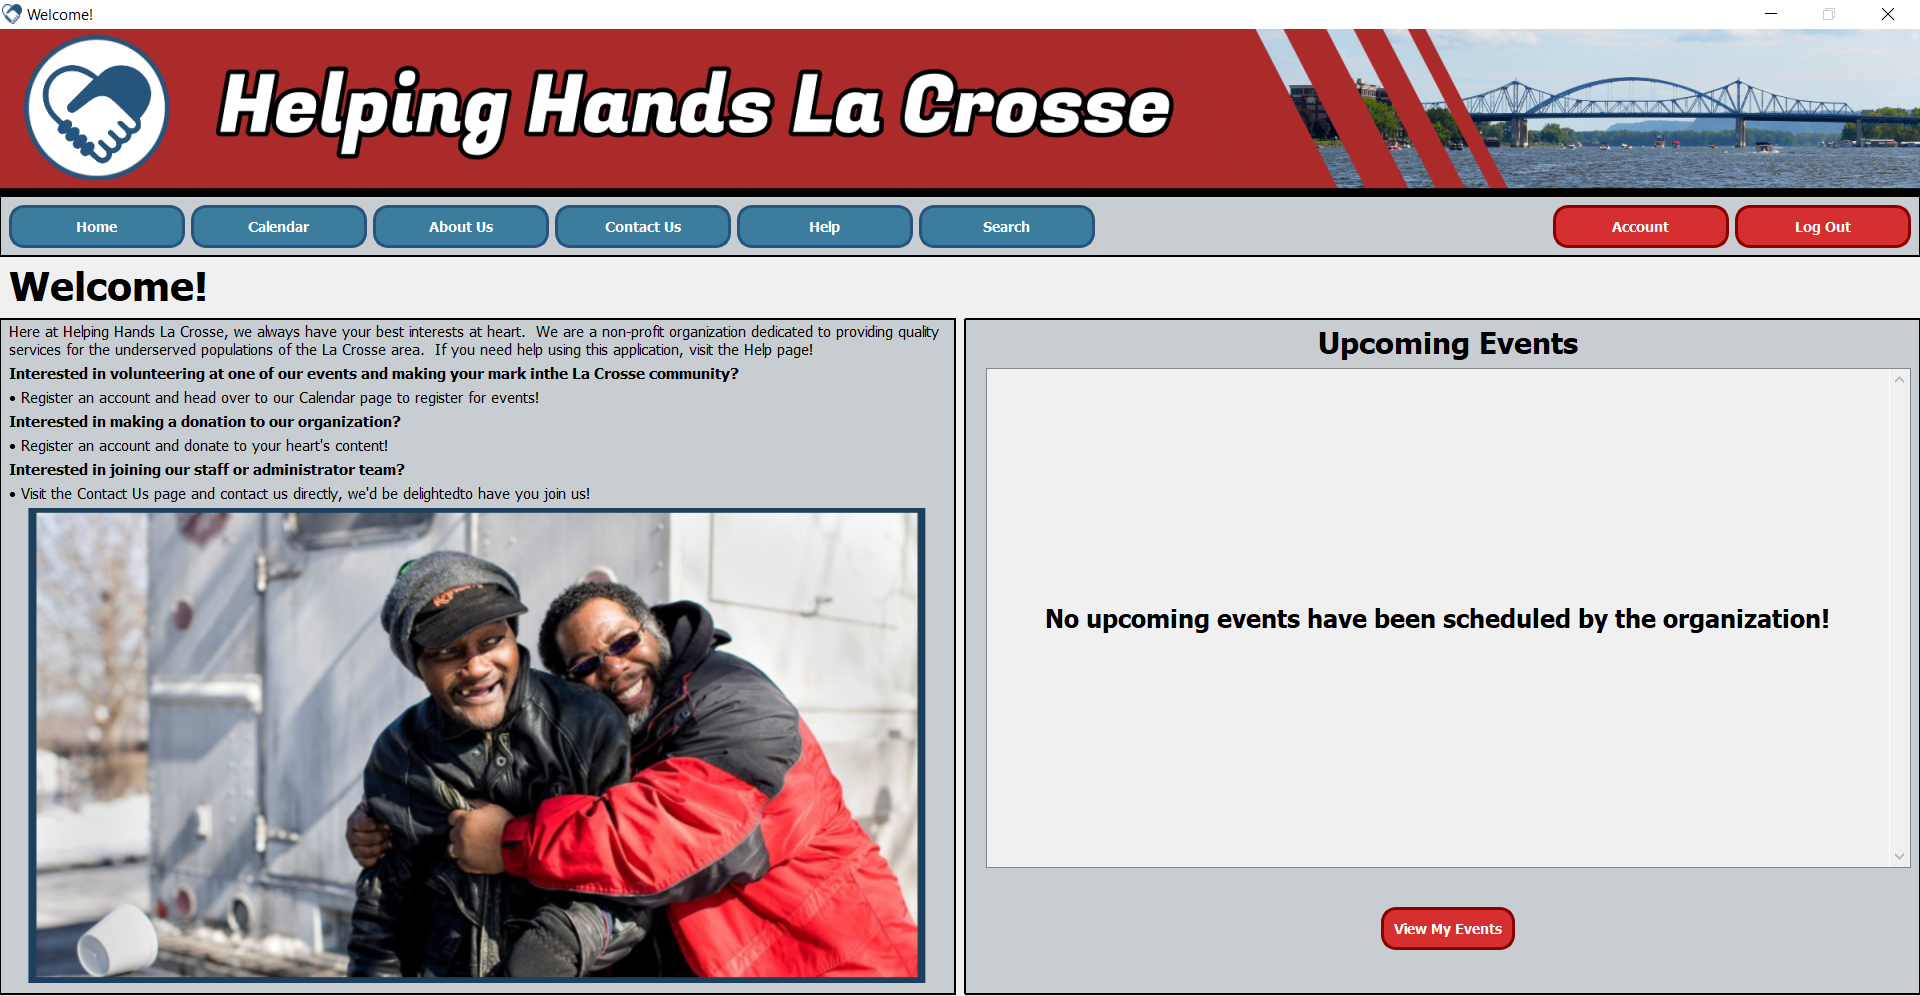 Welcome!
Helping Hands La Crosse
Home
Calendar
About Us
Contact Us
Help
Search
Account
Log Out
Welcome!
Here at Helping Hands La Crosse, we always have your best interests at heart.  We are a non-profit organization dedicated to providing quality
services for the underserved populations of the La Crosse area.  If you need help using this application, visit the Help page!
Interested in volunteering at one of our events and making your mark inthe La Crosse community?
• Register an account and head over to our Calendar page to register for events!
Interested in making a donation to our organization?
• Register an account and donate to your heart's content!
Interested in joining our staff or administrator team?
• Visit the Contact Us page and contact us directly, we'd be delightedto have you join us!
Upcoming Events
No upcoming events have been scheduled by the organization!
View My Events